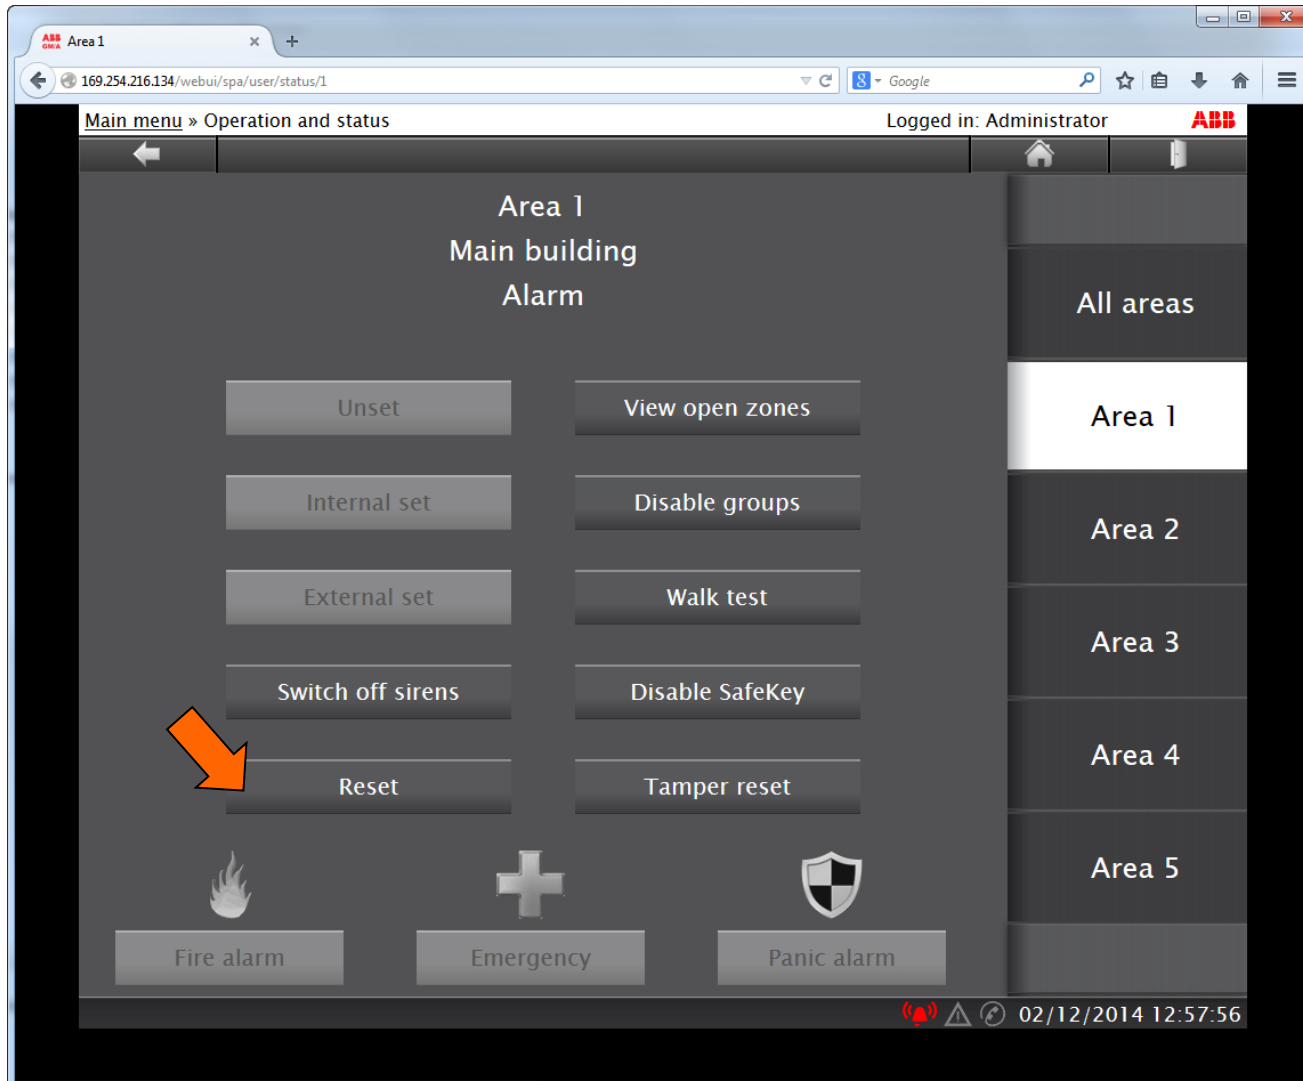 ABB
GM/A
Area 1
169.254.216.134/webui/spa/user/status/1
8
Google
Main menu » Operation and status
Logged in: Administrator
ABB
Area 1
Main building
Alarm
Unset
View open zones
Internal set
Disable groups
External set
Walk test
Switch off sirens
Disable SafeKey
Reset
Tamper reset
Fire alarm
Emergency
Panic alarm
All areas
Area 1
Area 2
Area 3
Area 4
Area 5
02/12/2014 12:57:56